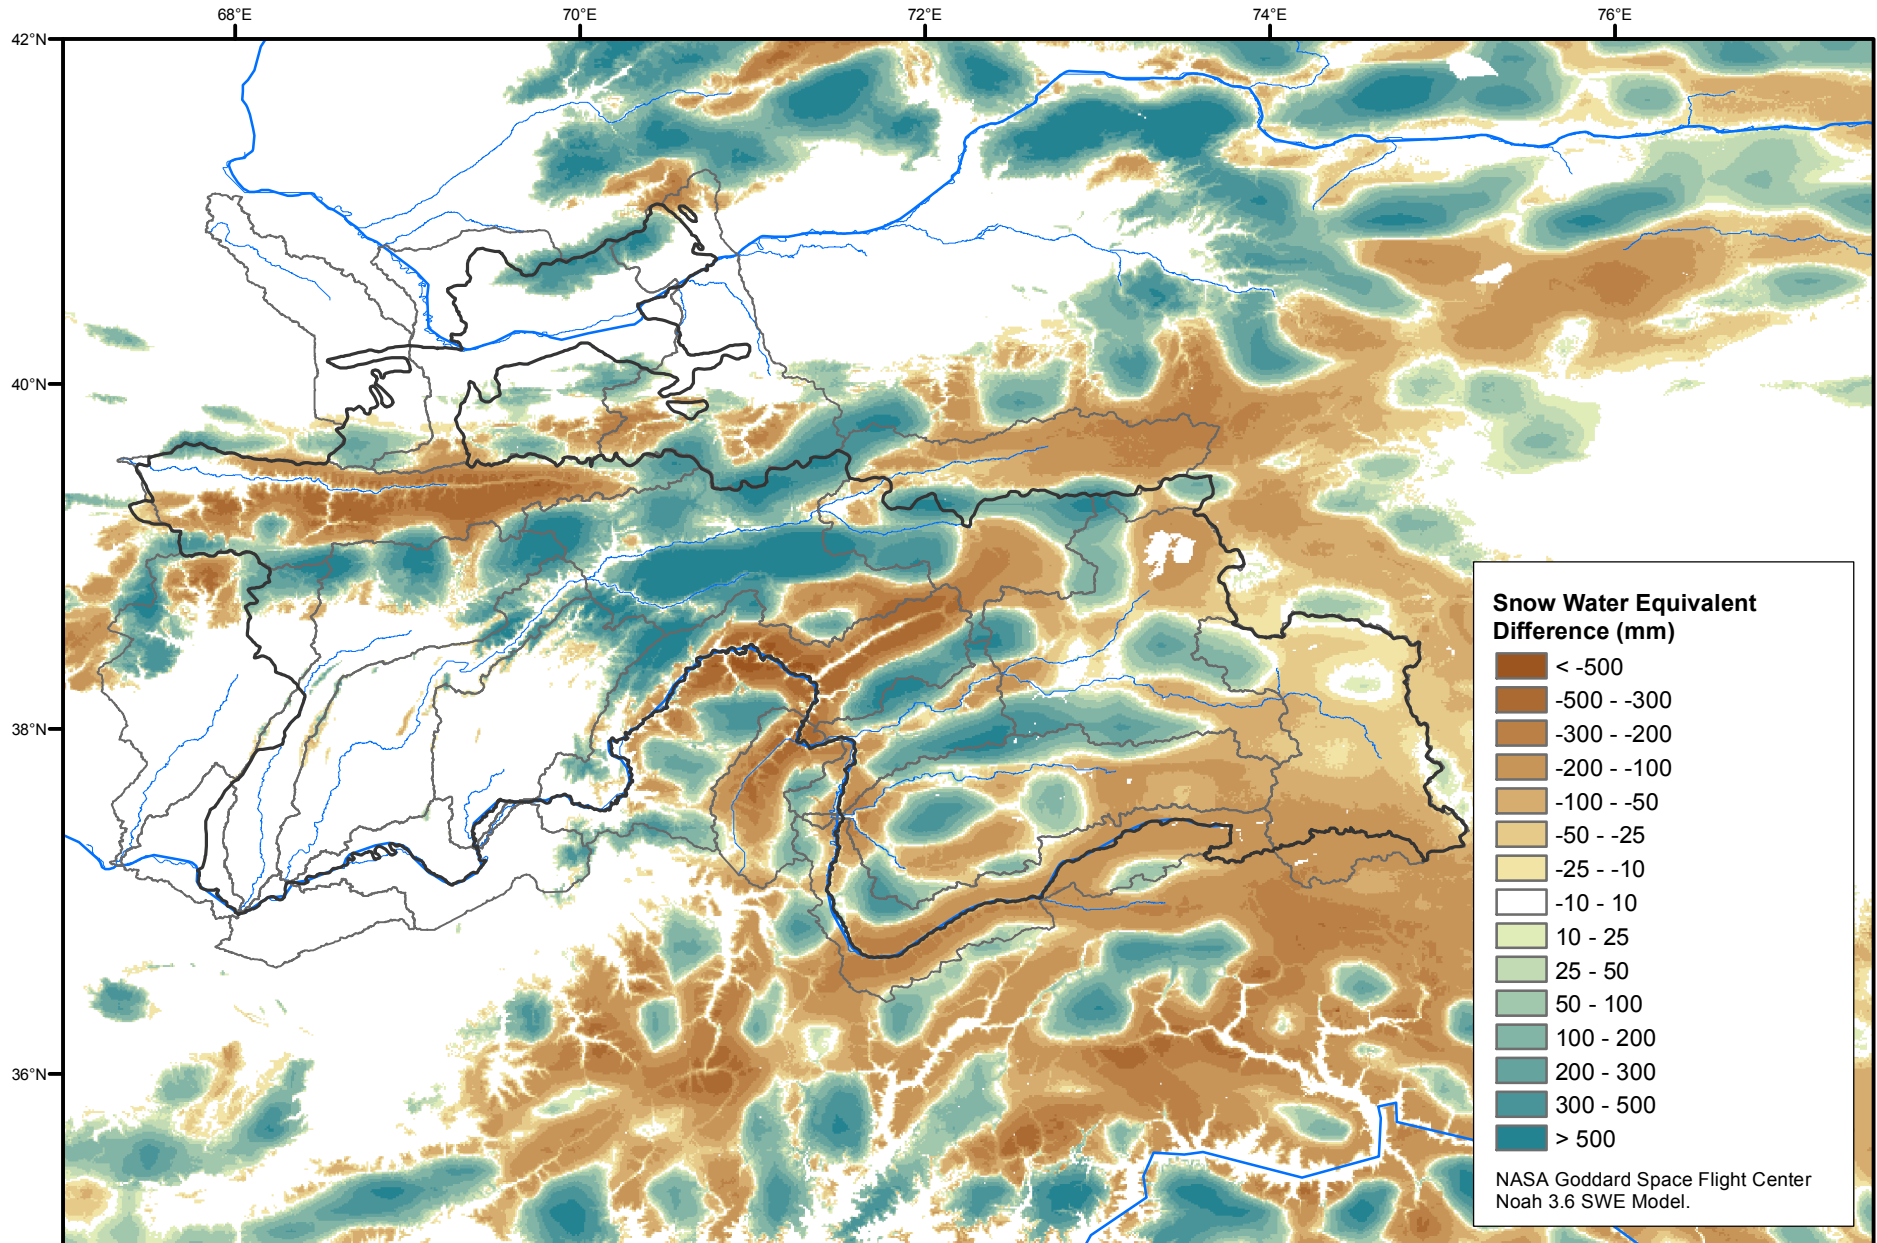 68°E
70°E
72°E
74°E
76°E
42°N
40°N
38°N
36°N
Snow Water Equivalent
Difference (mm)
< -500
-500 - -300
-300 - -200
-200 - -100
-100 - -50
-50 - -25
-25 - -10
-10 - 10
10 - 25
25 - 50
50 - 100
100 - 200
200 - 300
300 - 500
> 500
NASA Goddard Space Flight Center
Noah 3.6 SWE Model.